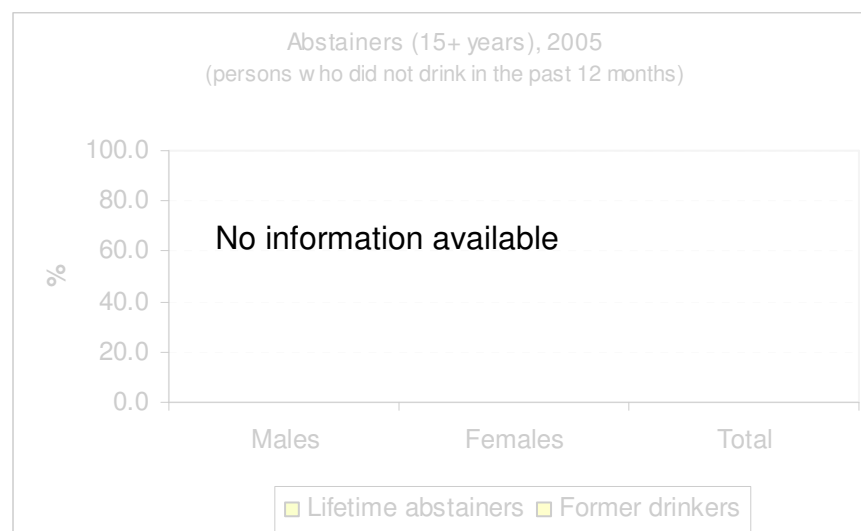 Abstainers (15+ years), 2005
(persons who did not drink in the past 12 months)
100.0
80.0
No information available
60.0
%
40.0
20.0
0.0
Males Females Total
Lifetime abstainers Former drinkers